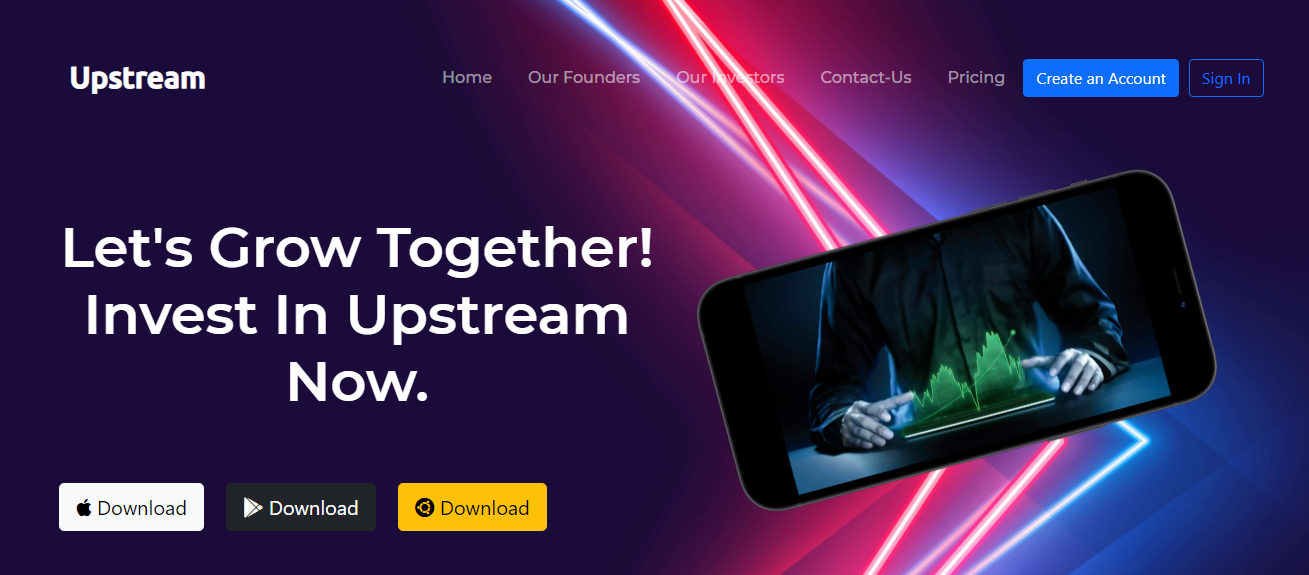 Upstream
Home Our Founders Our Investors Contact-Us Pricing Create an Account Sign In
Let's Grow Together!
Invest In Upstream
Now.
Download Download Download